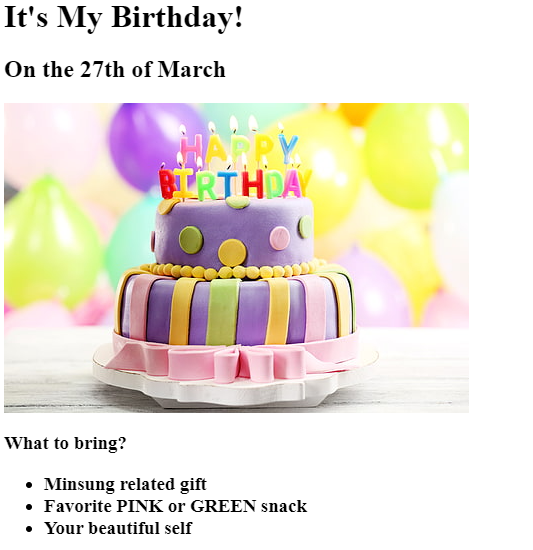 It's My Birthday!
On the 27th of March
HAPPY
BIRTHDAY
What to bring?
Minsung related gift
Favorite PINK or GREEN snack
Your beautiful self